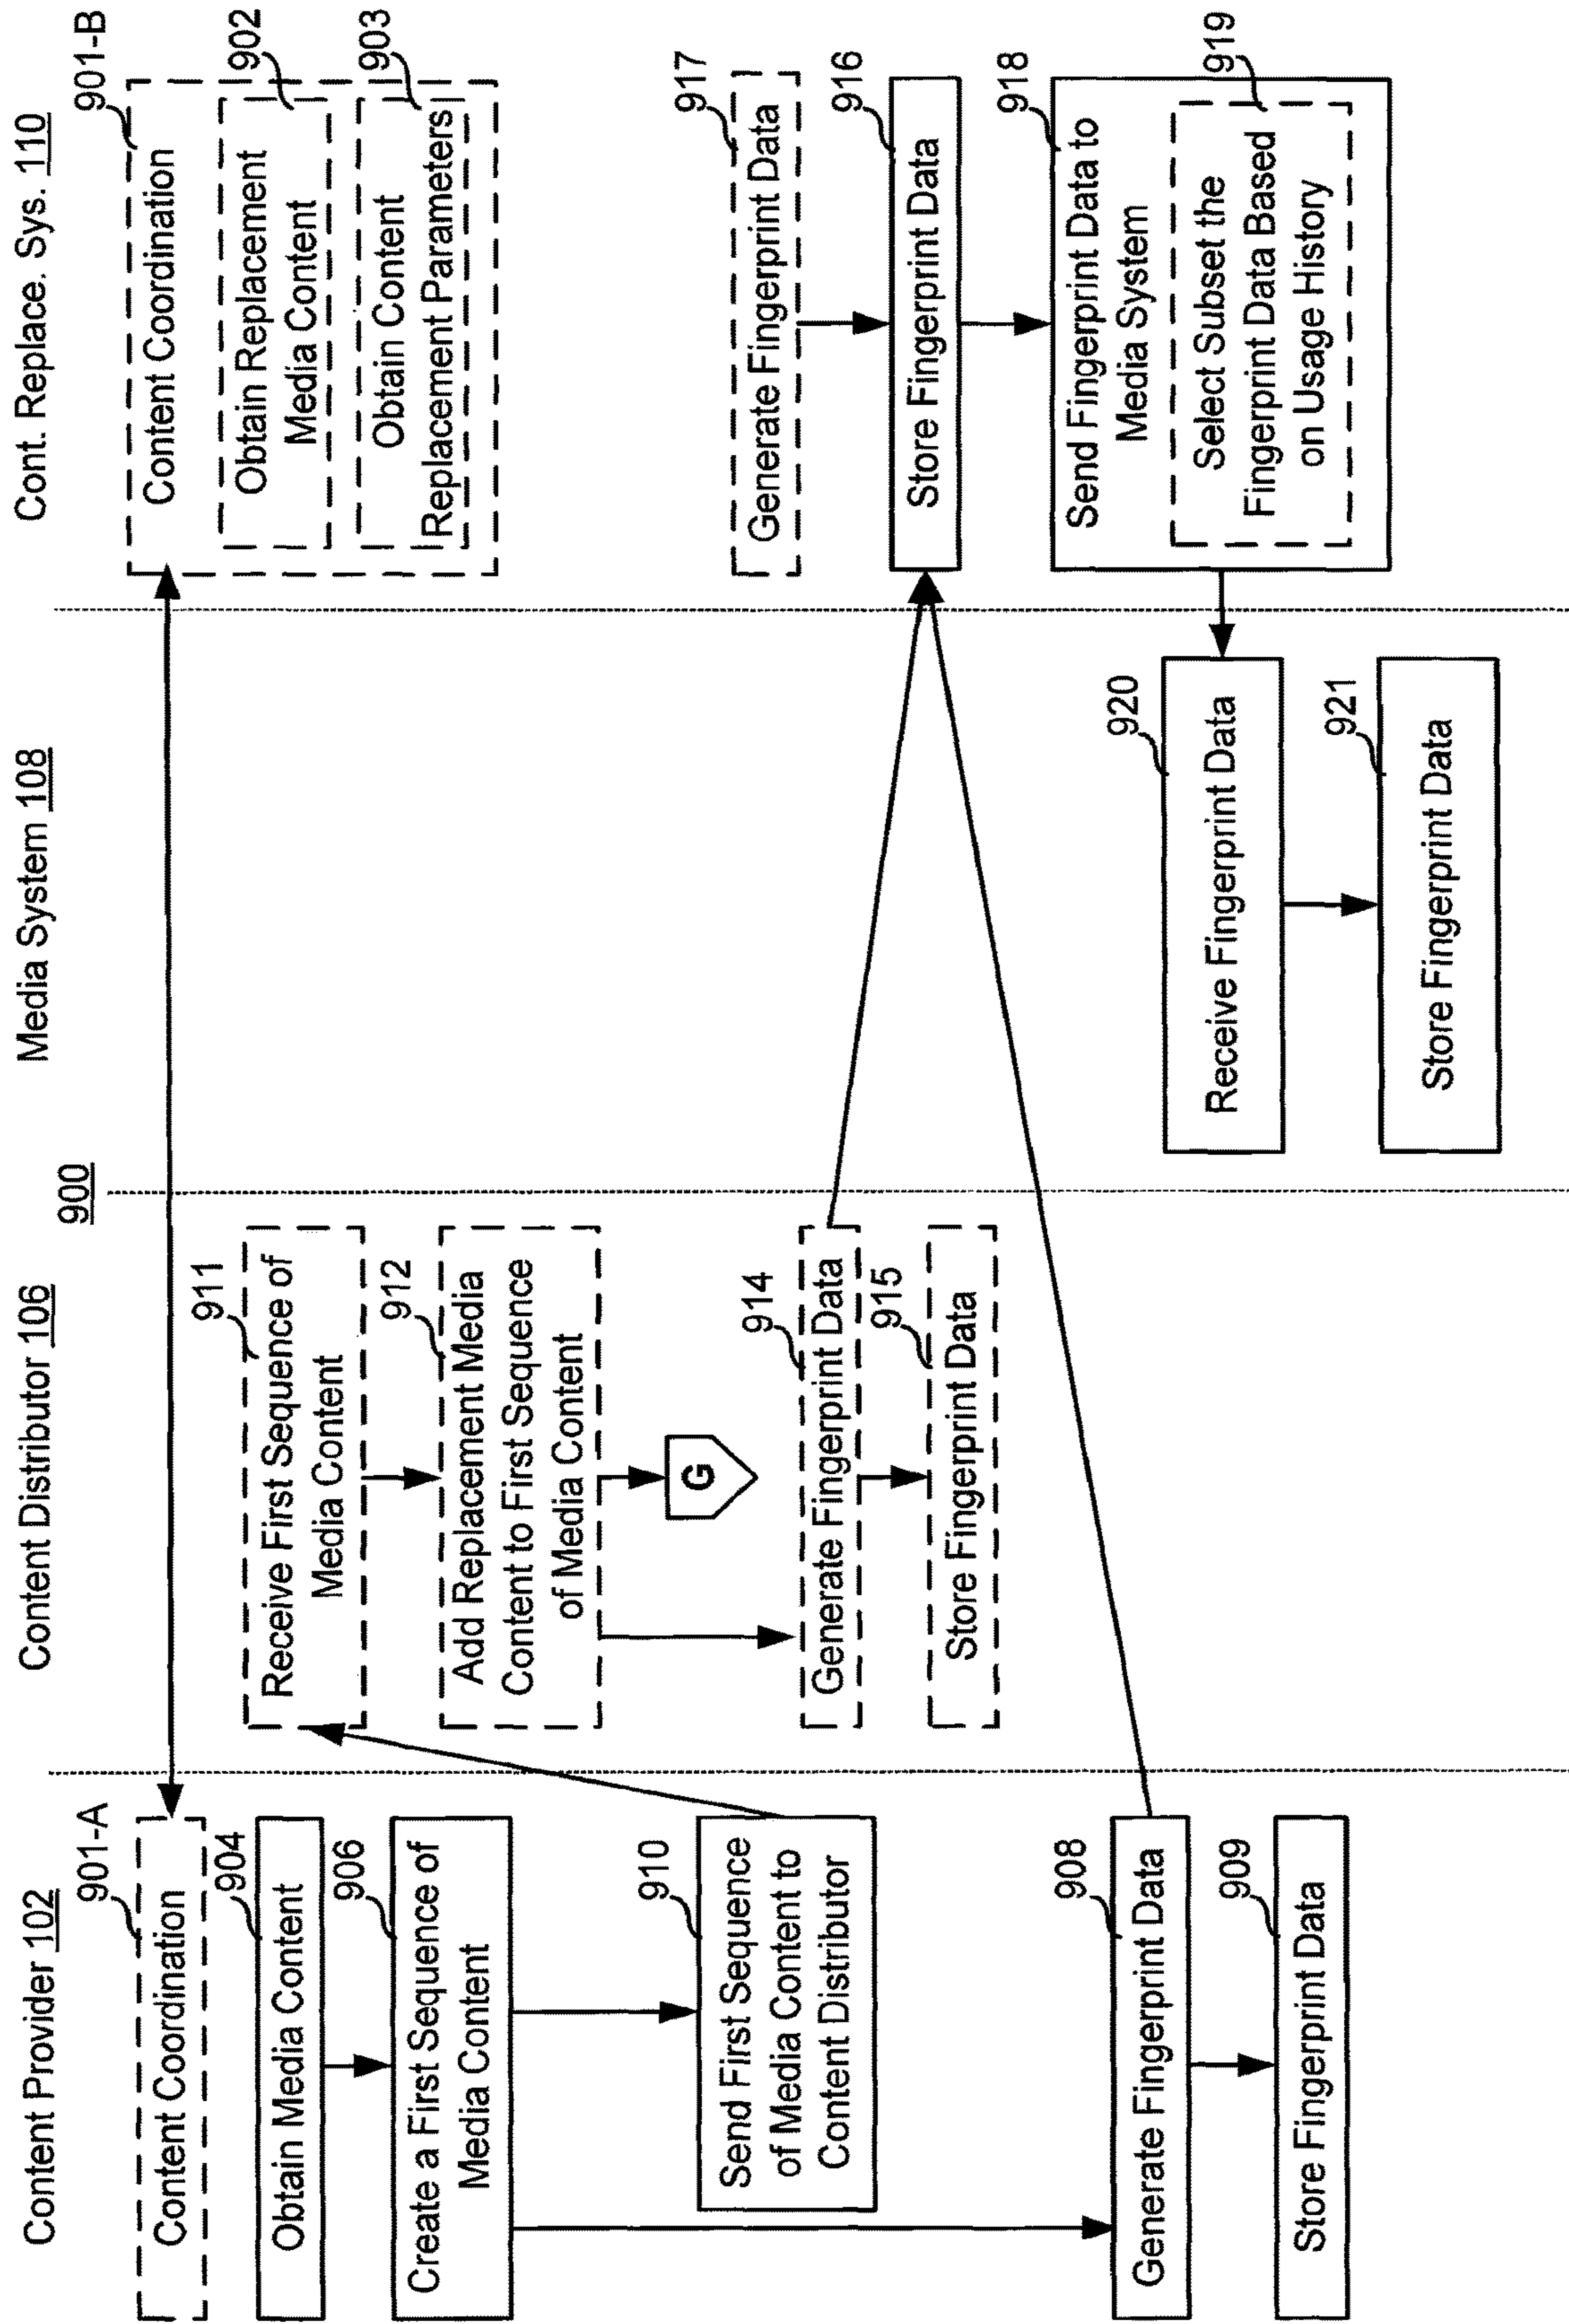 900
Content Provider 102
901-A
Content Coordination
904
Obtain Media Content
906
Create a First Sequence of
Media Content
910
Send First Sequence
of Media Content to
Content Distributor
908
Generate Fingerprint Data
909
Store Fingerprint Data
Content Distributor 106
911
Receive First Sequence of
Media Content
912
Add Replacement Media
Content to First Sequence
of Media Content
G
914
Generate Fingerprint Data
915
Store Fingerprint Data
Media System 108
920
Receive Fingerprint Data
921
Store Fingerprint Data
Cont. Replace. Sys. 110
901-B
Content Coordination
902
Obtain Replacement
Media Content
903
Obtain Content
Replacement Parameters
917
Generate Fingerprint Data
916
Store Fingerprint Data
918
Send Fingerprint Data to
Media System
919
Select Subset the
Fingerprint Data Based
on Usage History